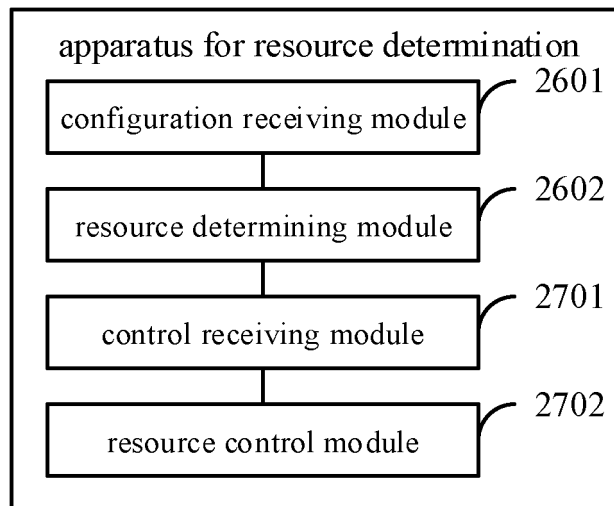 apparatus for resource determination
configuration receiving module
2601
resource determining module
2602
control receiving module
2701
resource control module
2702